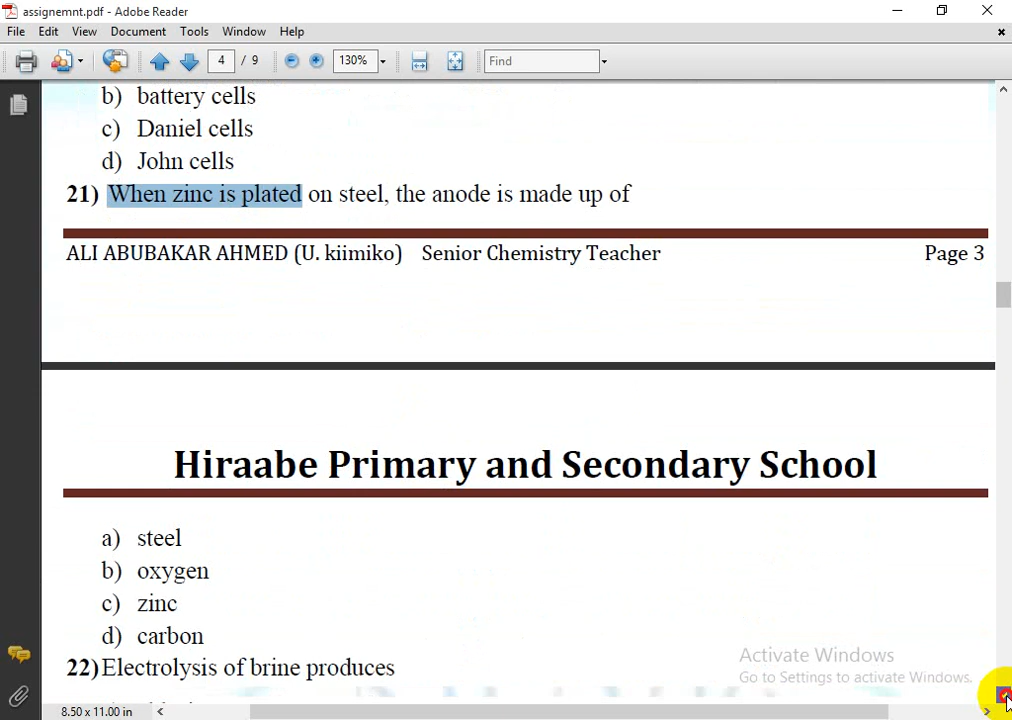 assignemnt.pdf - Adobe Reader
File Edit View Document Tools Window Help
4 / 9 130% Find
b) battery cells
c) Daniel cells
d) John cells
21) When zinc is plated on steel, the anode is made up of
ALI ABUBAKAR AHMED (U. kiimiko) Senior Chemistry Teacher Page 3
Hiraabe Primary and Secondary School
a) steel
b) oxygen
c) zinc
d) carbon
22)Electrolysis of brine produces
Activate Windows
Go to Settings to activate Windows.
8.50 x 11.00 in